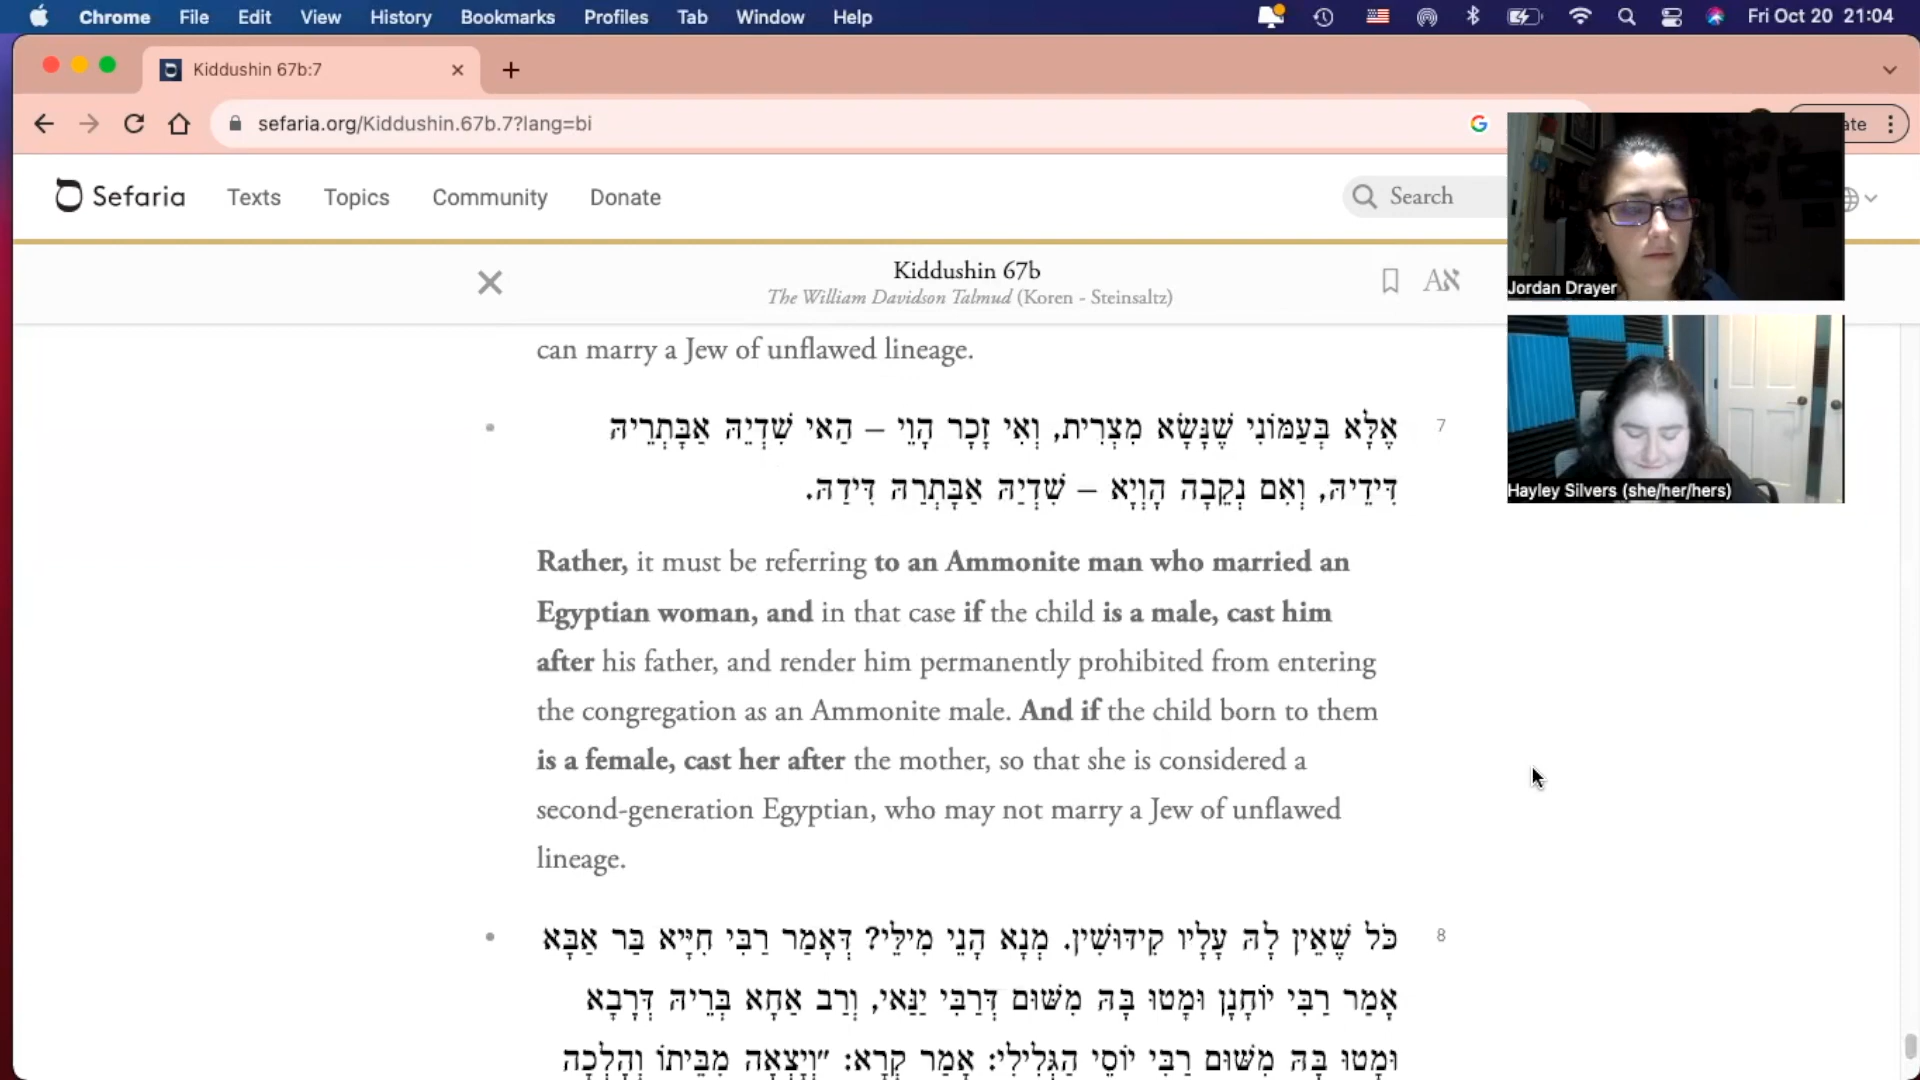 Chrome File Edit View History Bookmarks Profiles Tab Window Help Fri Oct 20 21:04
Kiddushin 67b:7
sefaria.org/Kiddushin.67b.7?lang=bi
Sefaria Texts Topics Community Donate Search
Kiddushin 67b
The William Davidson Talmud (Koren - Steinsaltz)
Jordan Drayer
Hayley Silvers (she/her/hers)
can marry a Jew of unflawed lineage.
אֶלָּא בְּעַמּוֹנִי שֶׁנָּשָׂא מִצְרִית, וְאִי זָכָר הָוֵי – הַאי שִׁדְיֵהּ אַבָּתְרֵיהּ 7
דִּידֵיהּ, וְאִם נְקֵבָה הָוְיָא – שִׁדְיַהּ אַבָּתְרַהּ דִּידַהּ.
Rather, it must be referring to an Ammonite man who married an
Egyptian woman, and in that case if the child is a male, cast him
after his father, and render him permanently prohibited from entering
the congregation as an Ammonite male. And if the child born to them
is a female, cast her after the mother, so that she is considered a
second-generation Egyptian, who may not marry a Jew of unflawed
lineage.
כֹּל שֶׁאֵין לָהּ עָלָיו קִידּוּשִׁין. מְנָא הָנֵי מִילֵּי? דְּאָמַר רַבִּי חִיָּיא בַּר אַבָּא 8
אָמַר רַבִּי יוֹחָנָן וּמָטוּ בָּהּ מִשּׁוּם דְּרַבִּי יַנַּאי, וְרַב אַחָא בְּרֵיהּ דְּרָבָא
וּמָטוּ בָּהּ מִשּׁוּם רַבִּי יוֹסֵי הַגְּלִילִי: אָמַר קְרָא: ״וְיָצְאָה מִבֵּיתוֹ וְהָלְכָה